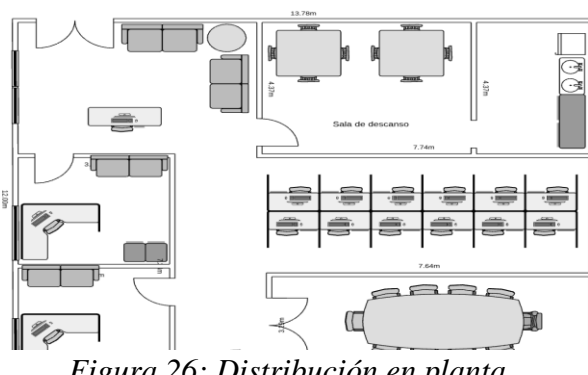 13.78m
4.37m
4.37m
Sala de descanso
7.74m
12.00m
7.64m
Figura 26: Distribución en planta